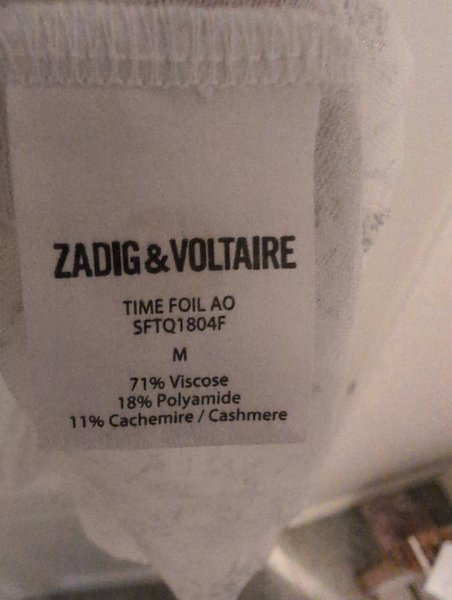 ZADIG & VOLTAIRE
TIME FOIL AO
SFTQ1804F
M
71% Viscose
18% Polyamide
11% Cachemire / Cashmere